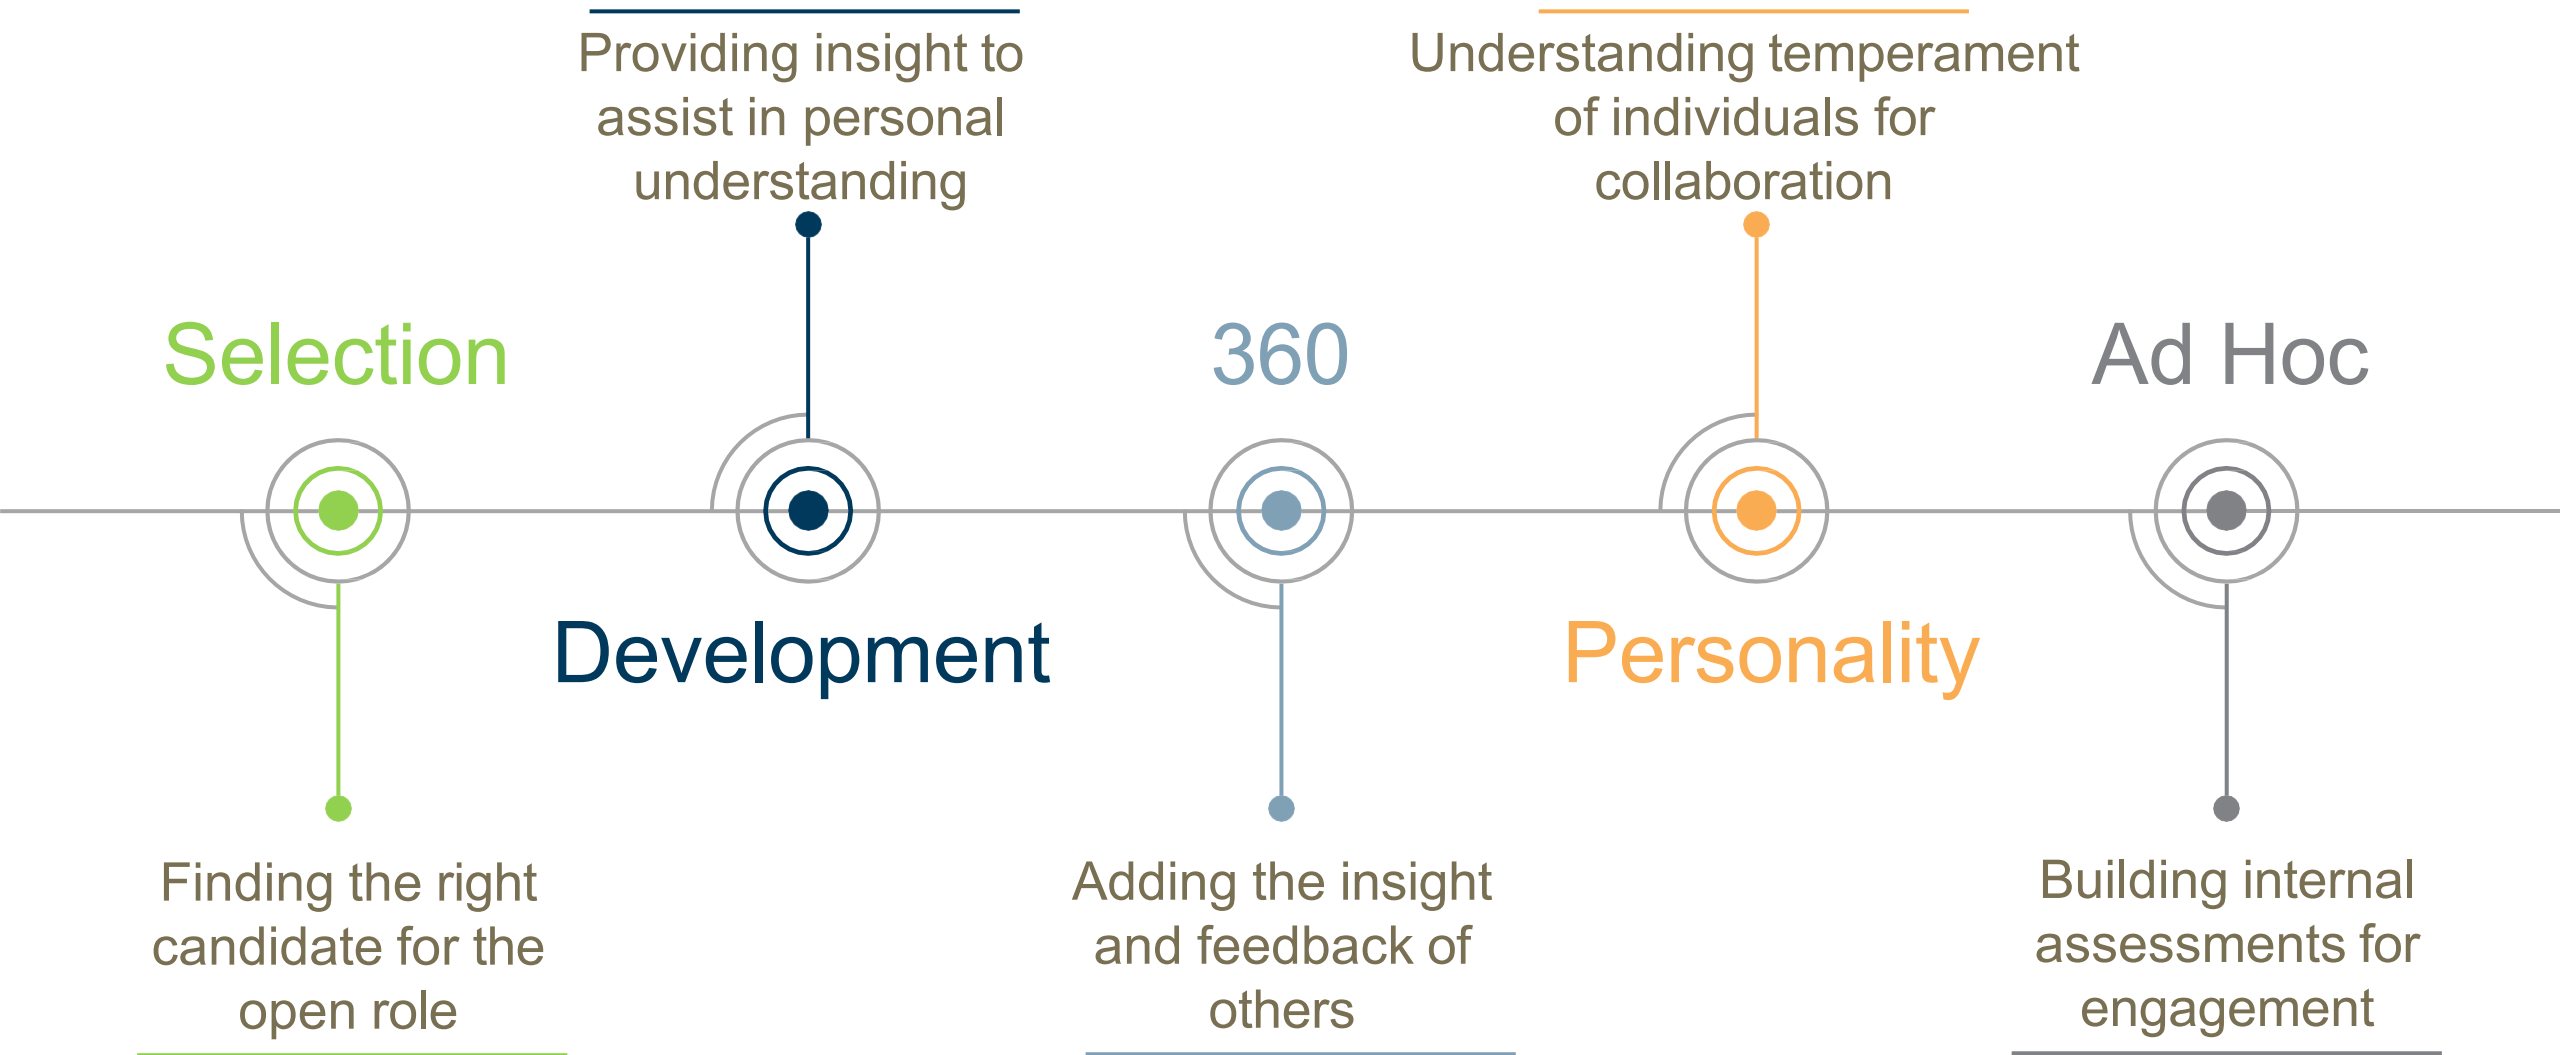 Selection
Finding the right
candidate for the
open role
Providing insight to
assist in personal
understanding
Development
360
Adding the insight
and feedback of
others
Understanding temperament
of individuals for
collaboration
Personality
Ad Hoc
Building internal
assessments for
engagement